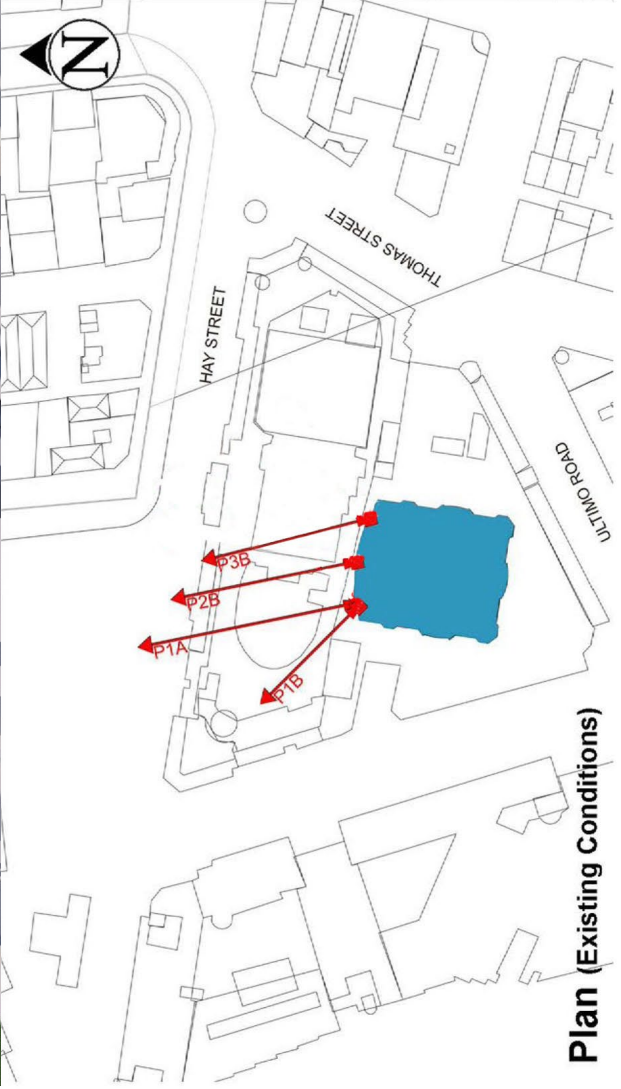 N
HAY STREET
THOMAS STREET
ULTIMO ROAD
P3B
P2B
P1A
P1B
Plan (Existing Conditions)